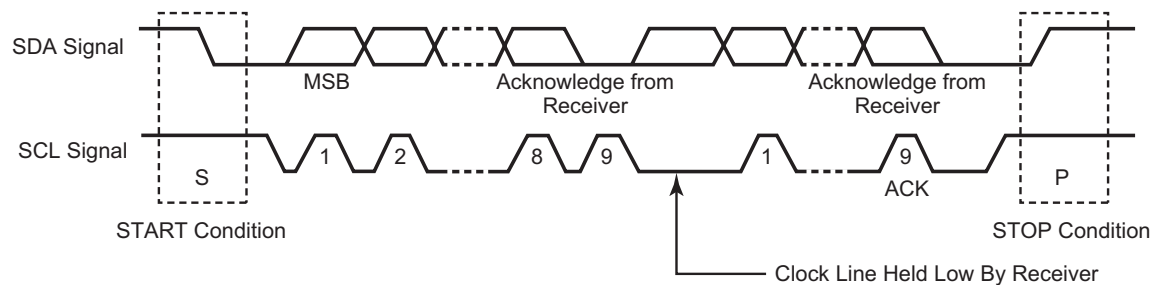 SDA Signal
MSB
Acknowledge from
Receiver
Acknowledge from
Receiver
SCL Signal
S
1
2
8
9
1
9
ACK
P
START Condition
STOP Condition
Clock Line Held Low By Receiver